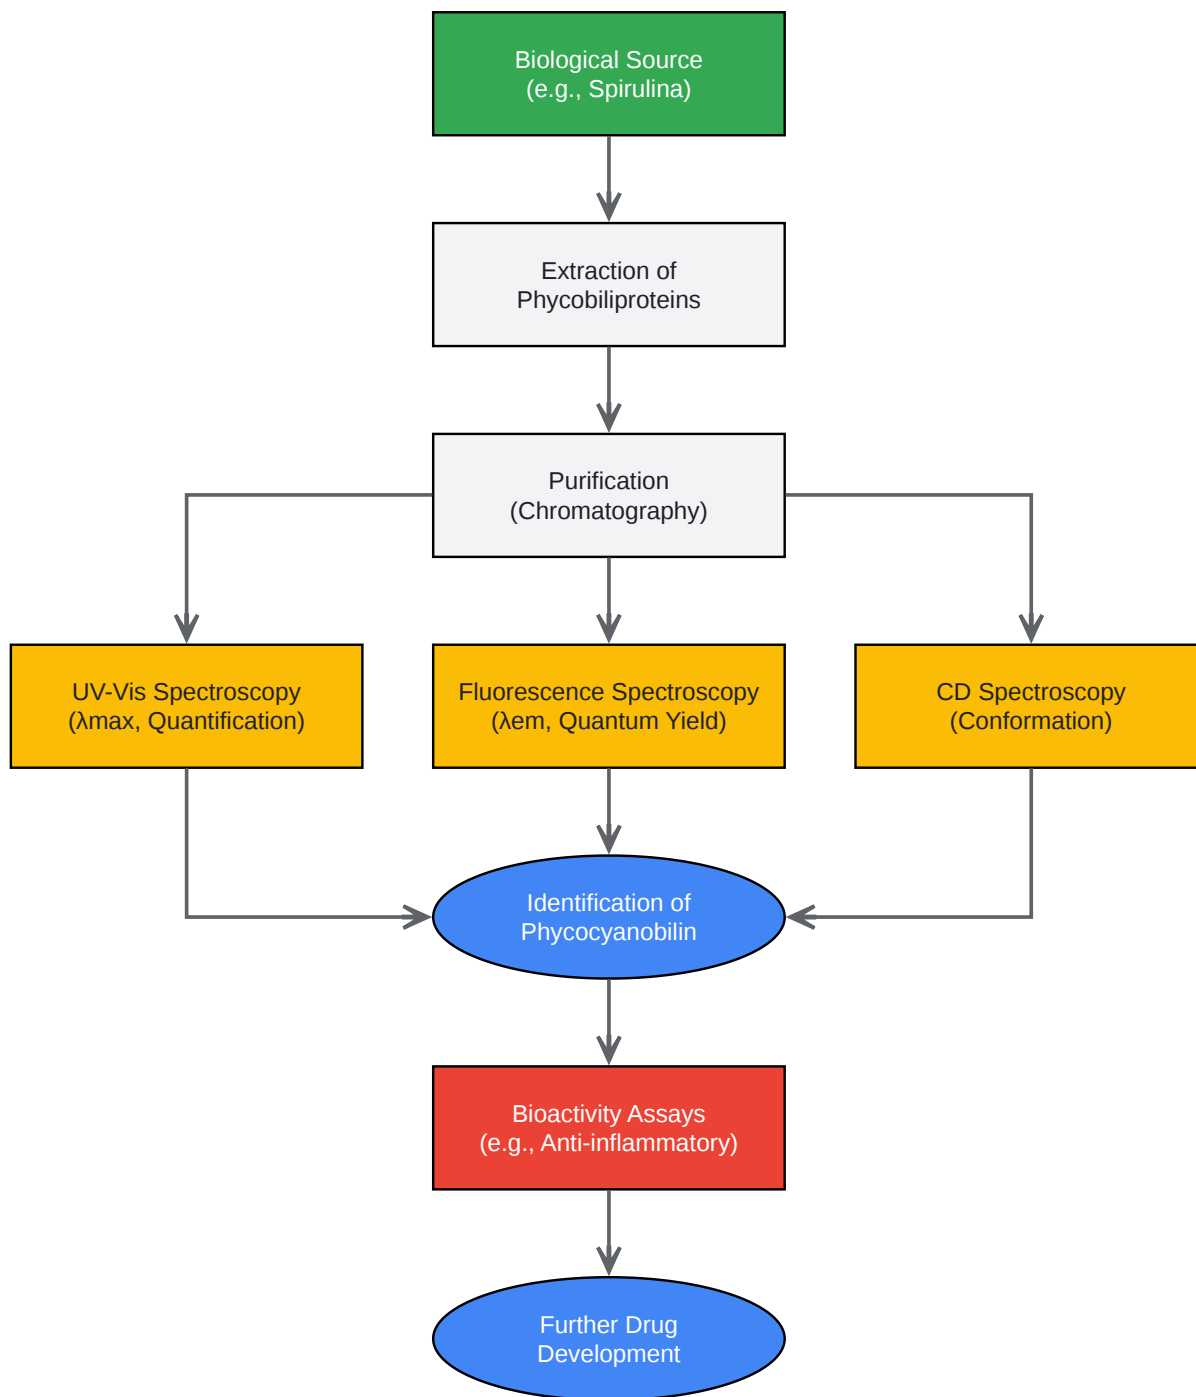 Biological Source
(e.g., Spirulina)
Extraction of
Phycobiliproteins
Purification
(Chromatography)
UV-Vis Spectroscopy
(λmax, Quantification)
Fluorescence Spectroscopy
(λem, Quantum Yield)
CD Spectroscopy
(Conformation)
Identification of
Phycocyanobilin
Bioactivity Assays
(e.g., Anti-inflammatory)
Further Drug
Development